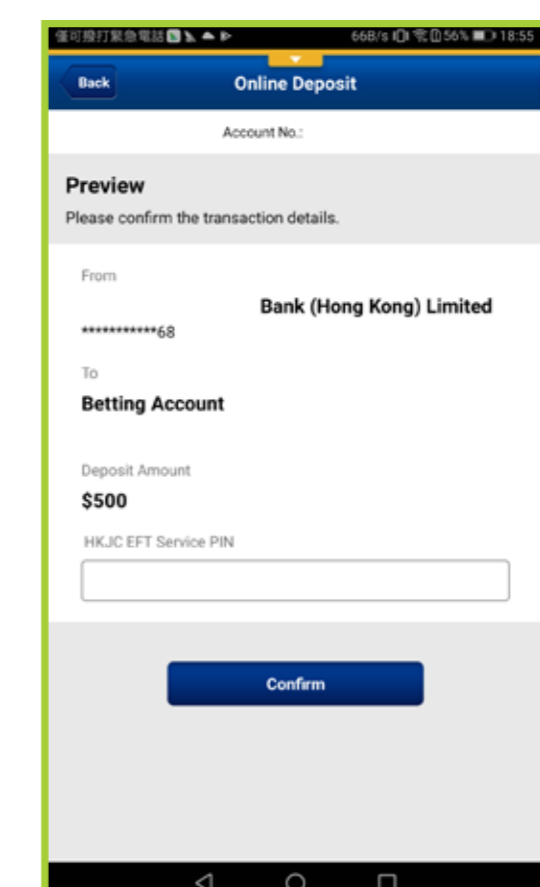 僅可撥打緊急電話 66B/s 56% 18:55
Back Online Deposit
Account No.:
Preview
Please confirm the transaction details.
From
Bank (Hong Kong) Limited
***********68
To
Betting Account
Deposit Amount
$500
HKJC EFT Service PIN
Confirm